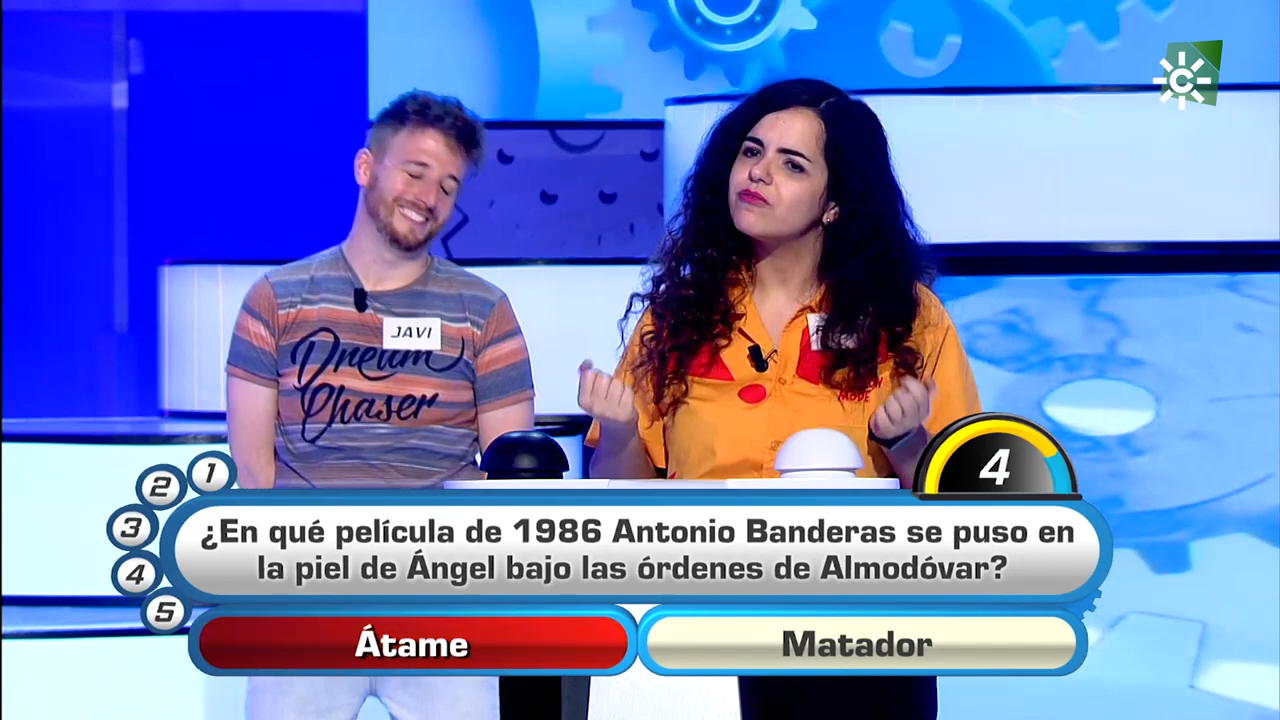 JAVI
Dream
Chaser
MODE
4
1
2
3
4
5
¿En qué película de 1986 Antonio Banderas se puso en
la piel de Ángel bajo las órdenes de Almodóvar?
Átame
Matador